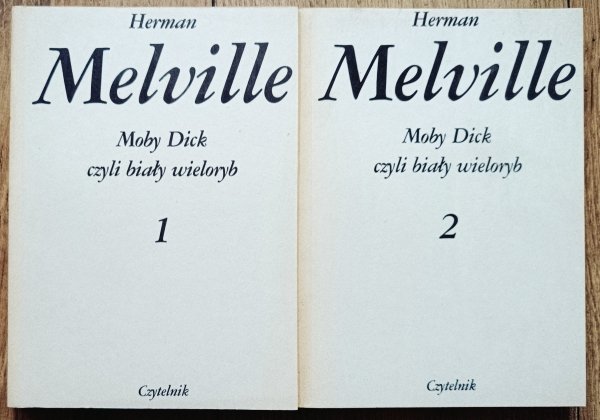 Herman
Melville
Moby Dick
czyli biały wieloryb
1
Czytelnik
Herman
Melville
Moby Dick
czyli biały wieloryb
2
Czytelnik